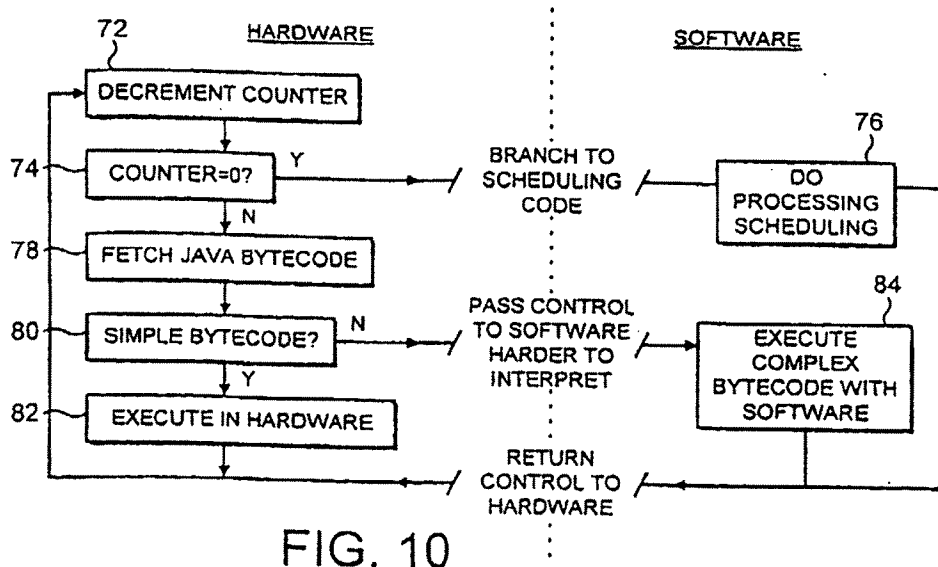 HARDWARE
SOFTWARE
72
DECREMENT COUNTER
74
COUNTER=0?
Y
N
BRANCH TO
SCHEDULING
CODE
76
DO
PROCESSING
SCHEDULING
78
FETCH JAVA BYTECODE
80
SIMPLE BYTECODE?
N
Y
PASS CONTROL
TO SOFTWARE
HARDER TO
INTERPRET
84
EXECUTE
COMPLEX
BYTECODE WITH
SOFTWARE
82
EXECUTE IN HARDWARE
RETURN
CONTROL TO
HARDWARE
FIG. 10